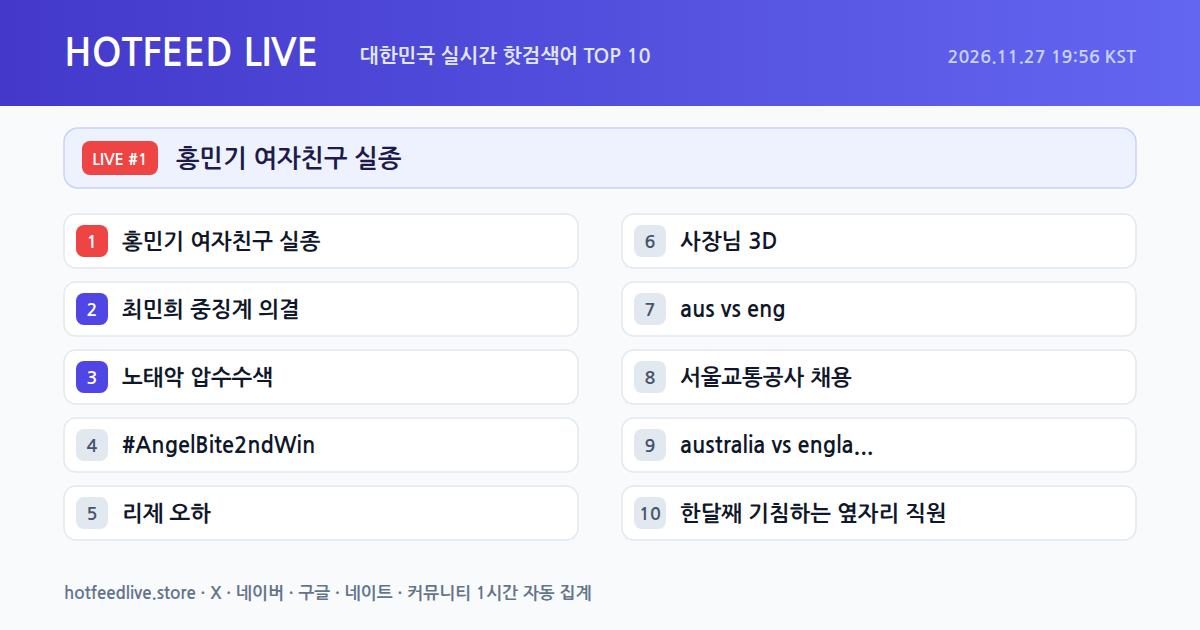 HOTFEED LIVE 대한민국 실시간 핫검색어 TOP 10 2026.11.27 19:56 KST
LIVE #1 홍민기 여자친구 실종
1 홍민기 여자친구 실종
2 최민희 중징계 의결
3 노태악 압수수색
4 #AngelBite2ndWin
5 리제 오하
6 사장님 3D
7 aus vs eng
8 서울교통공사 채용
9 australia vs engla...
10 한달째 기침하는 옆자리 직원
hotfeedlive.store · X · 네이버 · 구글 · 네이트 · 커뮤니티 1시간 자동 집계